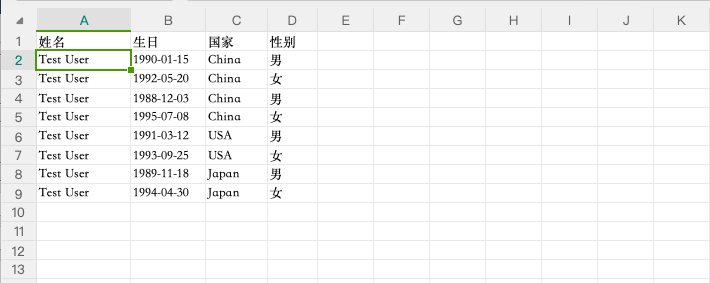 A B C D E F G H I J K
1 姓名 生日 国家 性别
2 Test User 1990-01-15 China 男
3 Test User 1992-05-20 China 女
4 Test User 1988-12-03 China 男
5 Test User 1995-07-08 China 女
6 Test User 1991-03-12 USA 男
7 Test User 1993-09-25 USA 女
8 Test User 1989-11-18 Japan 男
9 Test User 1994-04-30 Japan 女
10
11
12
13